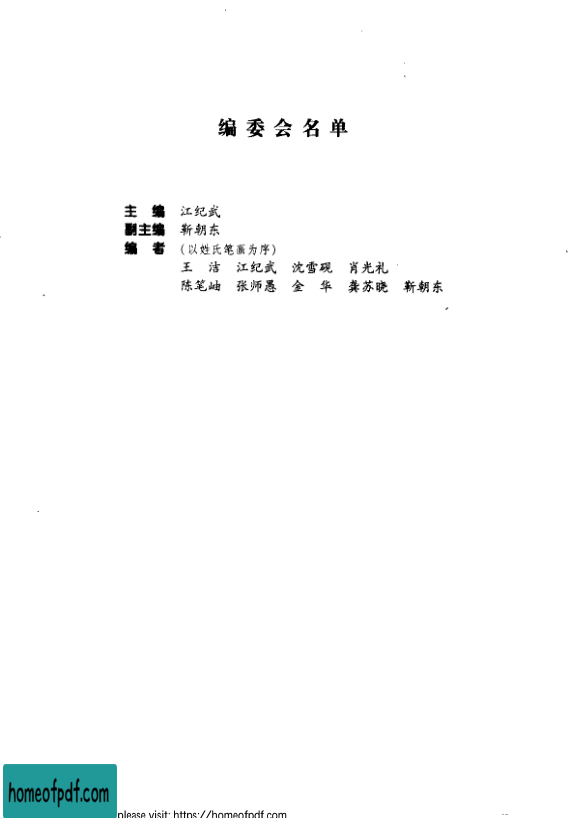 编委会名单
主 编 江纪武
副主编 靳朝东
编 者 (以姓氏笔画为序)
王 洁 江纪武 沈雪砚 肖光礼
陈笔岫 张师愚 金 华 龚苏晓 靳朝东
homeofpdf.com
please visit: https://homeofpdf.com